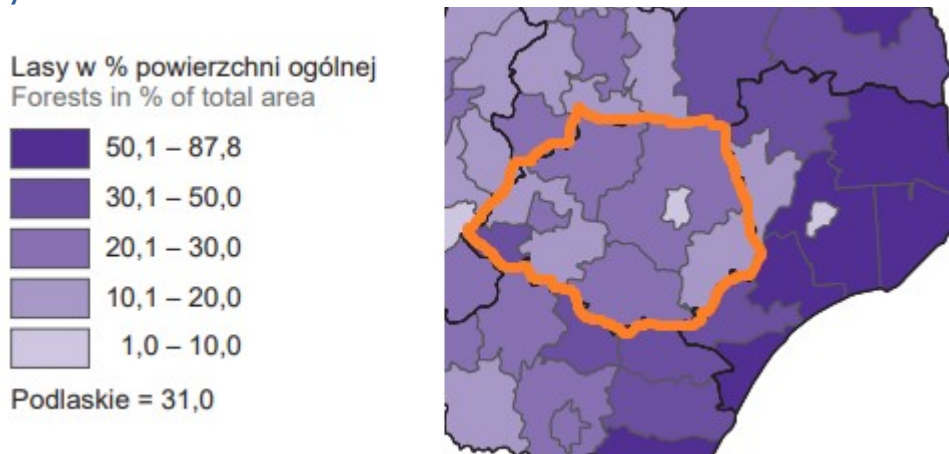 Lasy w % powierzchni ogólnej
Forests in % of total area
50,1 – 87,8
30,1 – 50,0
20,1 – 30,0
10,1 – 20,0
1,0 – 10,0
Podlaskie = 31,0